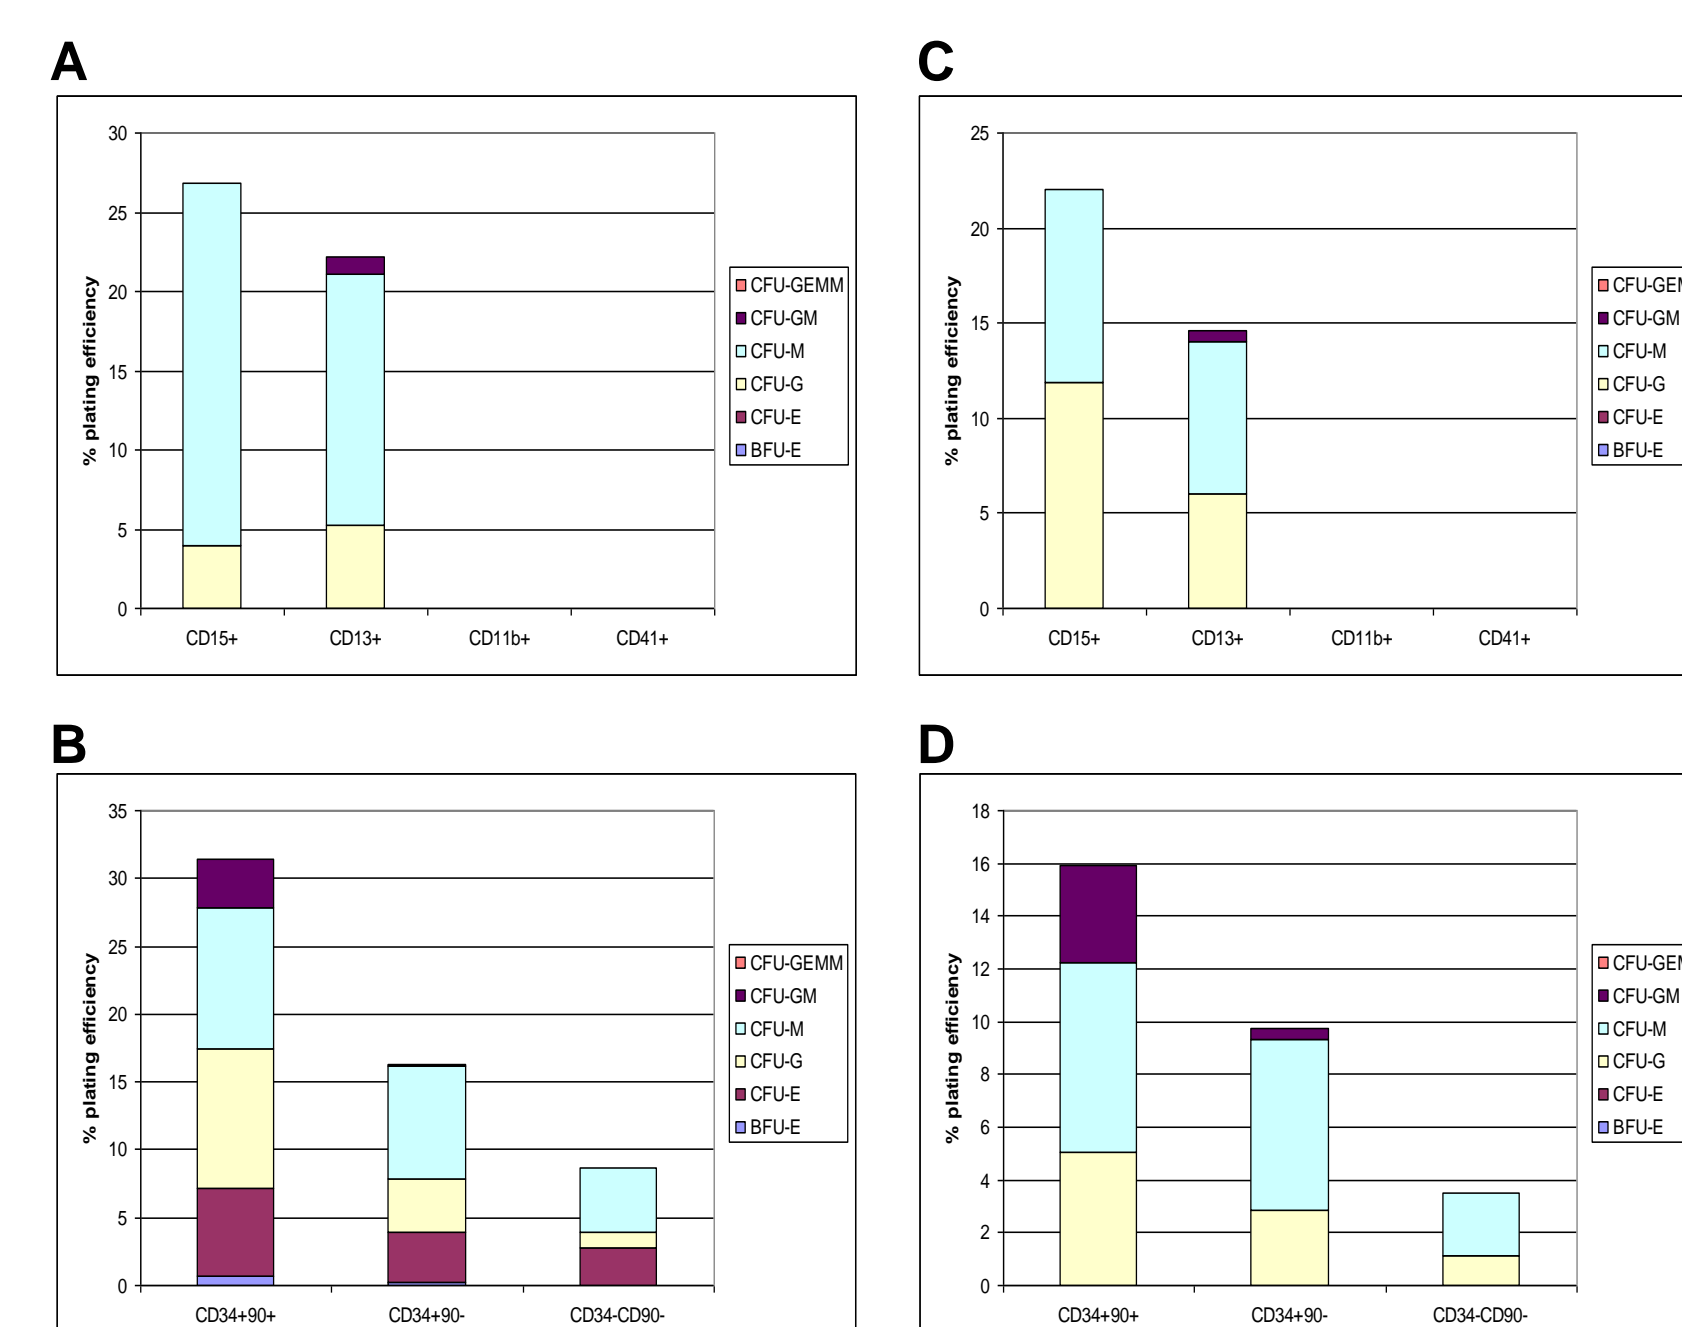 A
30
25
20
15
10
5
0
% plating efficiency
CD15+ CD13+ CD11b+ CD41+
CFU-GEMM
CFU-GM
CFU-M
CFU-G
CFU-E
BFU-E
C
25
20
15
10
5
0
% plating efficiency
CD15+ CD13+ CD11b+ CD41+
CFU-GM
CFU-M
CFU-G
CFU-E
BFU-E
B
35
30
25
20
15
10
5
0
% plating efficiency
CD34+90+ CD34+90- CD34-CD90-
CFU-GEMM
CFU-GM
CFU-M
CFU-G
CFU-E
BFU-E
D
18
16
14
12
10
8
6
4
2
0
% plating efficiency
CD34+90+ CD34+90- CD34-CD90-
CFU-GM
CFU-M
CFU-G
CFU-E
BFU-E